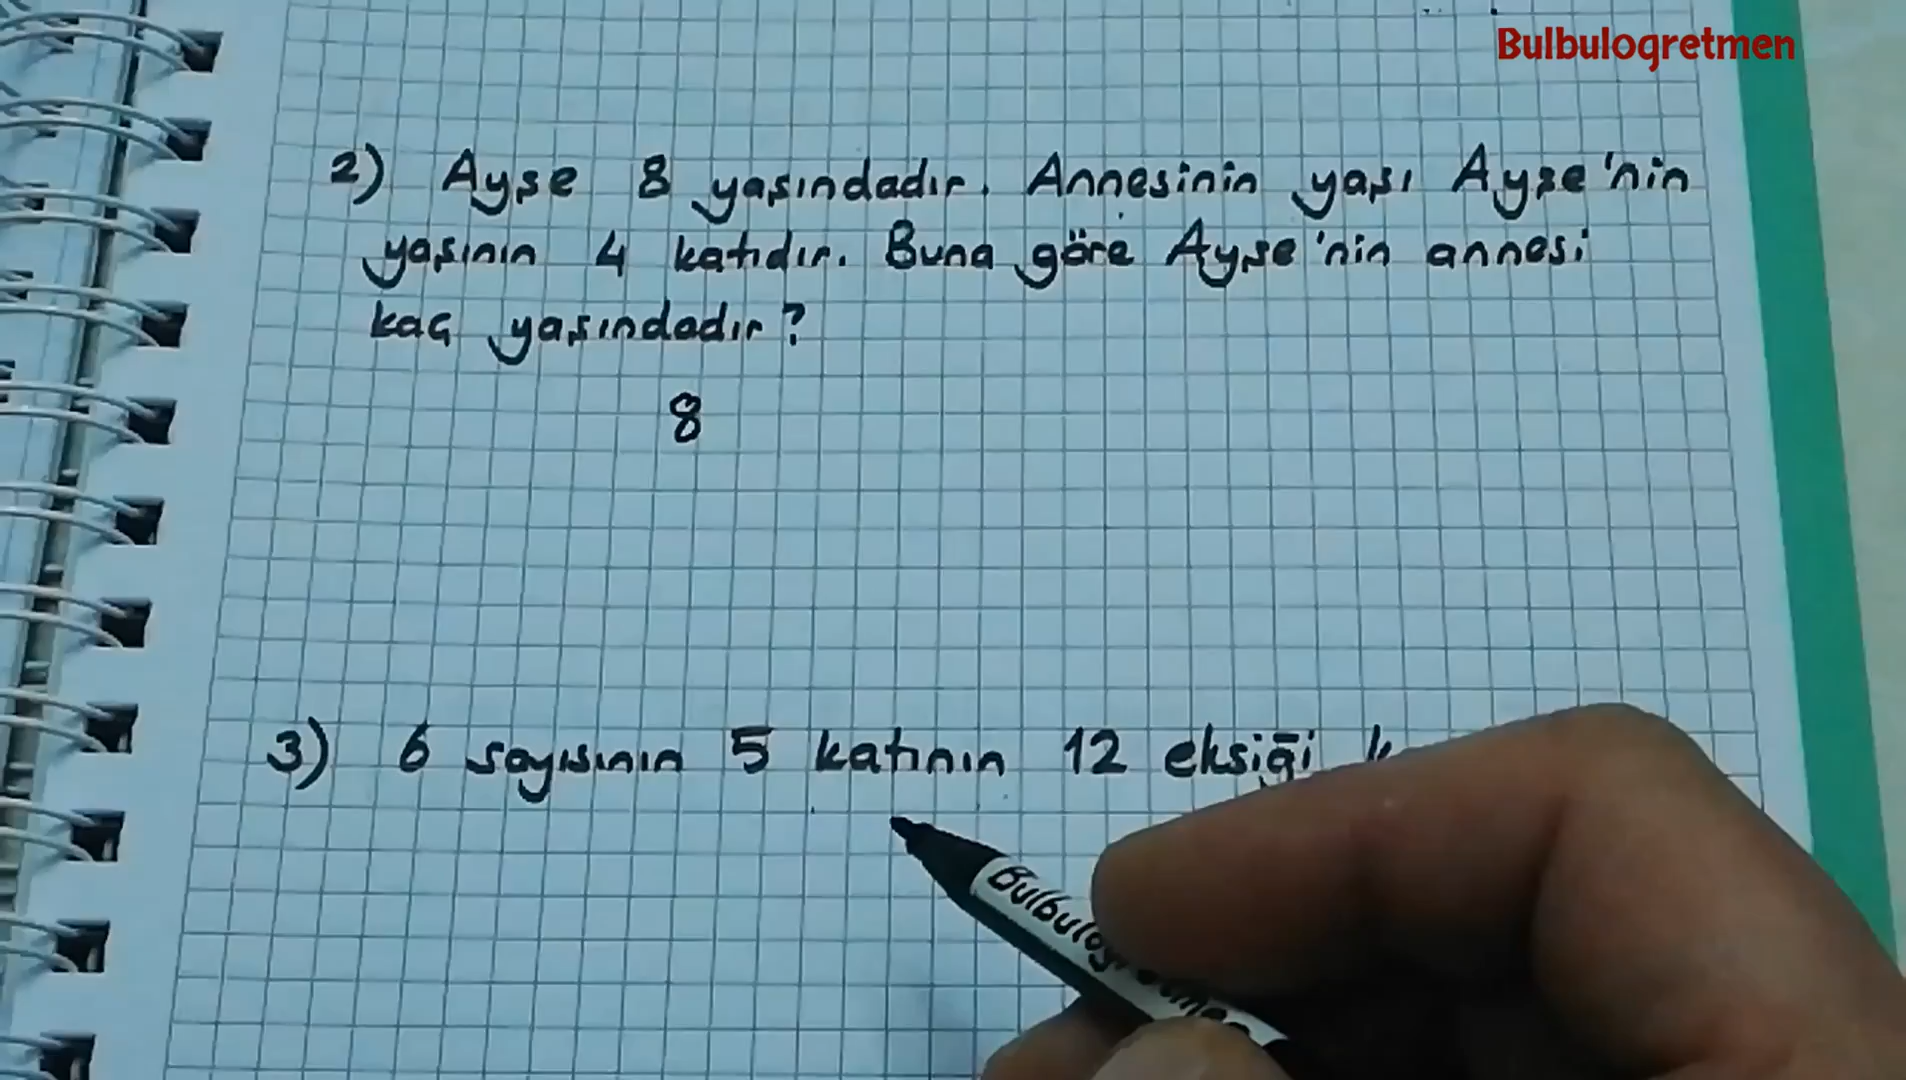 Bulbulogretmen
2) Ayşe 8 yaşındadır. Annesinin yaşı Ayşe'nin
yaşının 4 katıdır. Buna göre Ayşe'nin annesi
kaç yaşındadır?
8
3) 6 sayısının 5 katının 12 eksiği
Bulbulogretmen